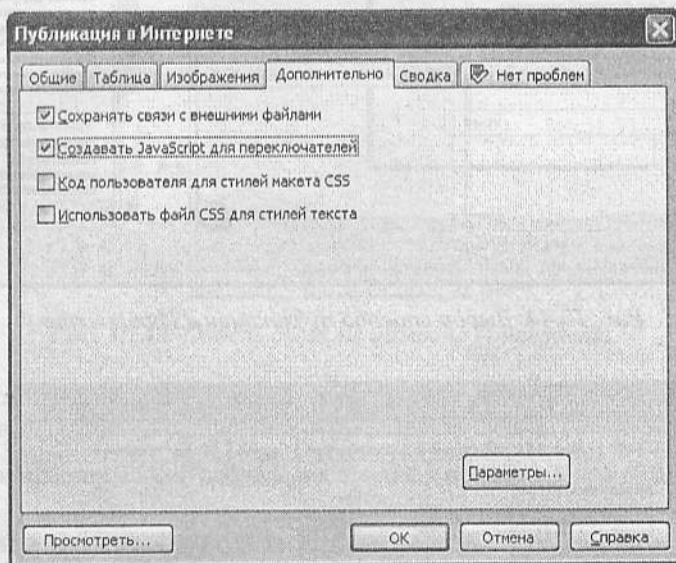 Публикация в Интернете
Общие
Таблица
Изображения
Дополнительно
Сводка
Нет проблем
Сохранять связи с внешними файлами
Создавать JavaScript для переключателей
Код пользователя для стилей макета CSS
Использовать файл CSS для стилей текста
Параметры...
Просмотреть...
OK
Отмена
Справка